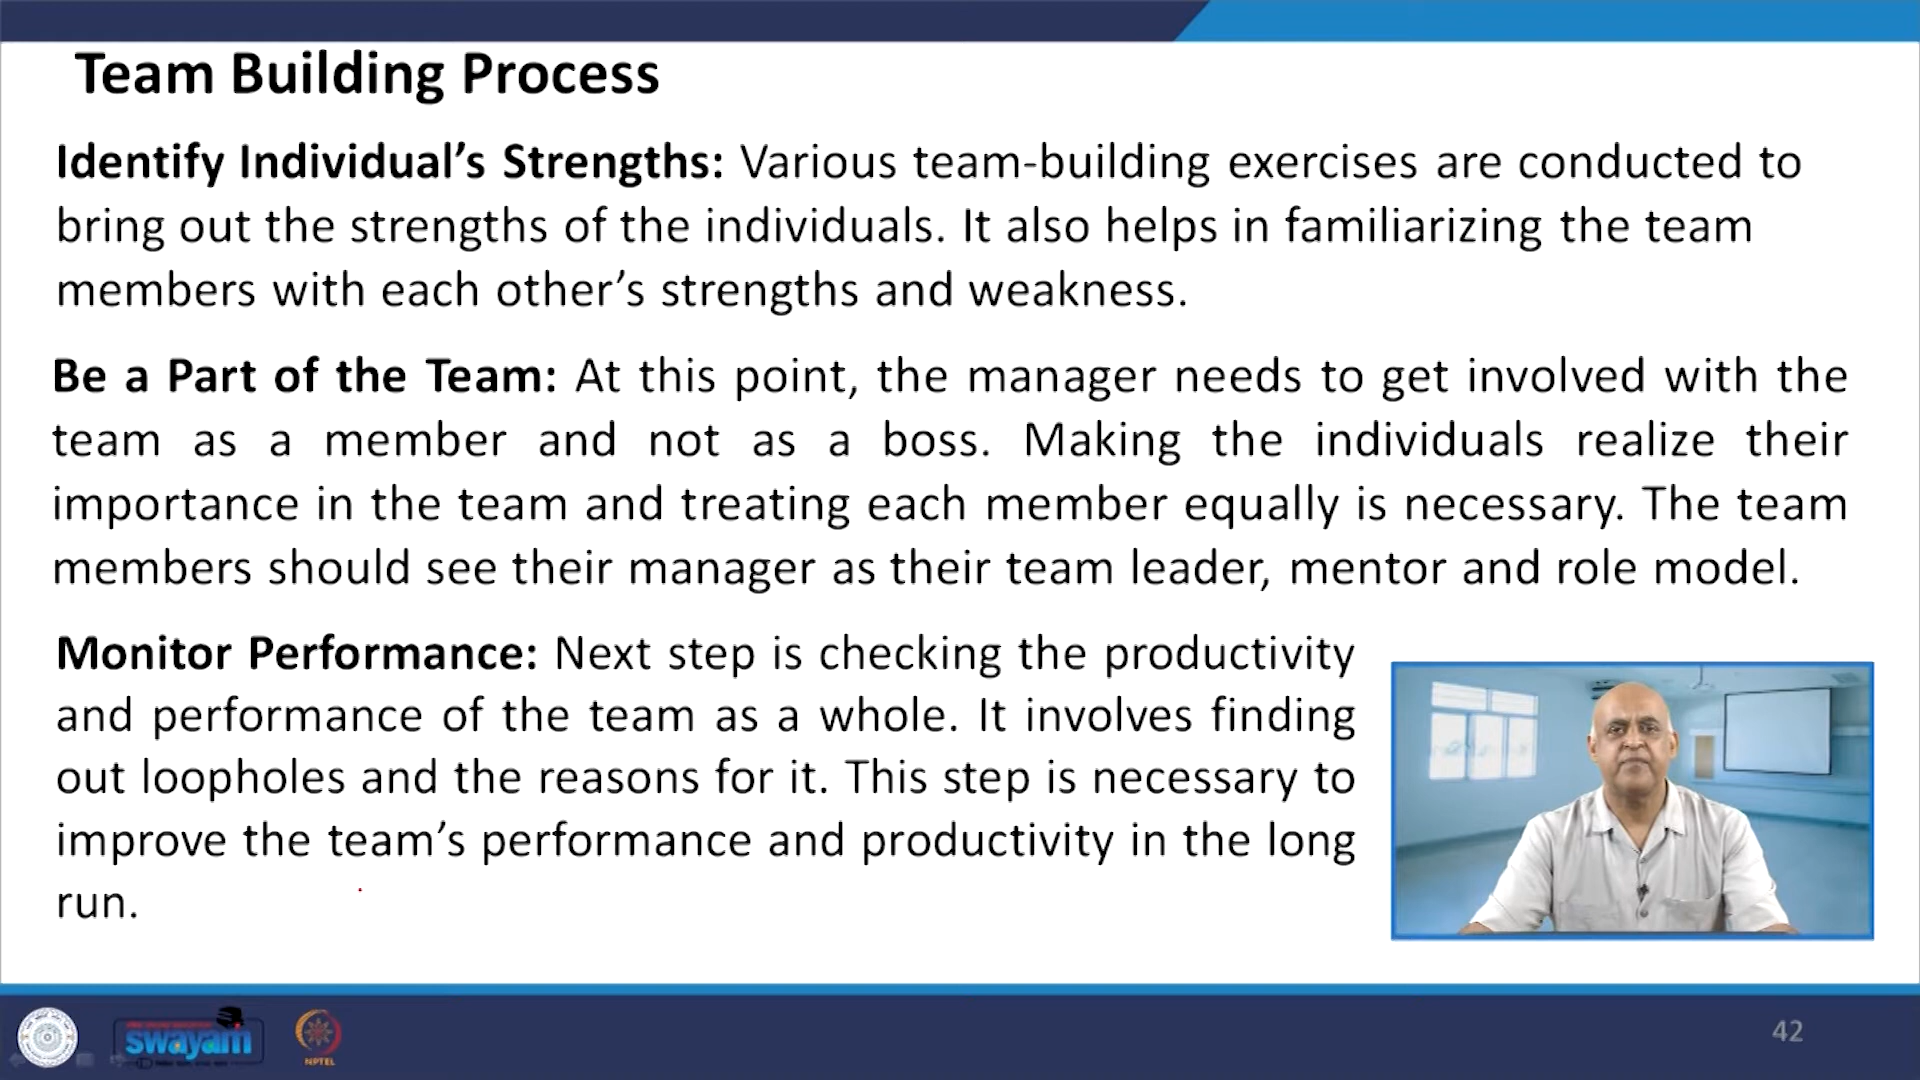 Team Building Process
Identify Individual’s Strengths: Various team-building exercises are conducted to
bring out the strengths of the individuals. It also helps in familiarizing the team
members with each other’s strengths and weakness.
Be a Part of the Team: At this point, the manager needs to get involved with the
team as a member and not as a boss. Making the individuals realize their
importance in the team and treating each member equally is necessary. The team
members should see their manager as their team leader, mentor and role model.
Monitor Performance: Next step is checking the productivity
and performance of the team as a whole. It involves finding
out loopholes and the reasons for it. This step is necessary to
improve the team’s performance and productivity in the long
run.
swayam
NPTEL
42